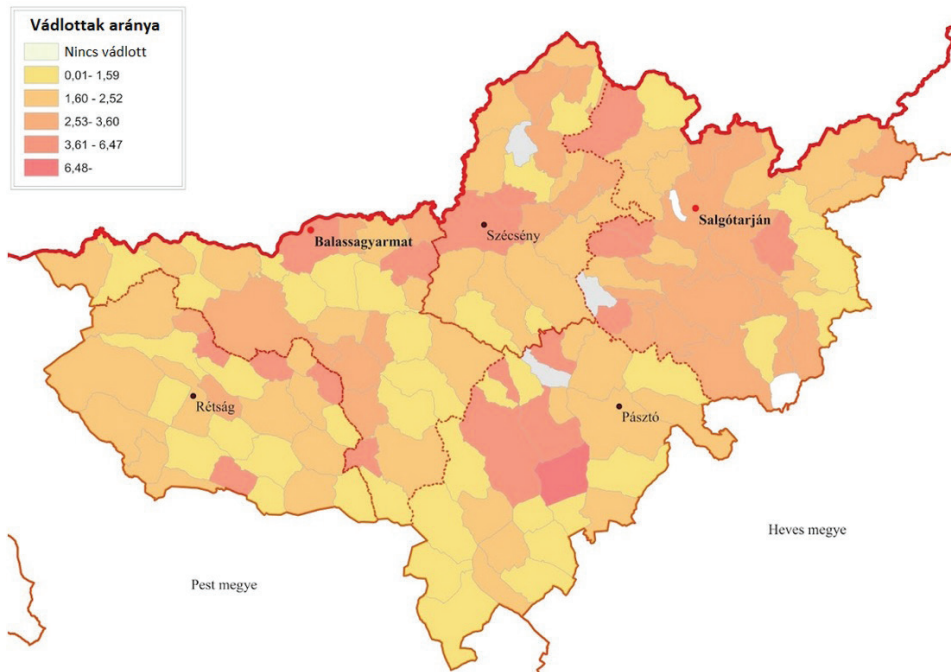 Vádlottak aránya
Nincs vádlott
0,01- 1,59
1,60 - 2,52
2,53- 3,60
3,61 - 6,47
6,48-
Balassagyarmat
Szécsény
Salgótarján
Rétság
Pásztó
Heves megye
Pest megye